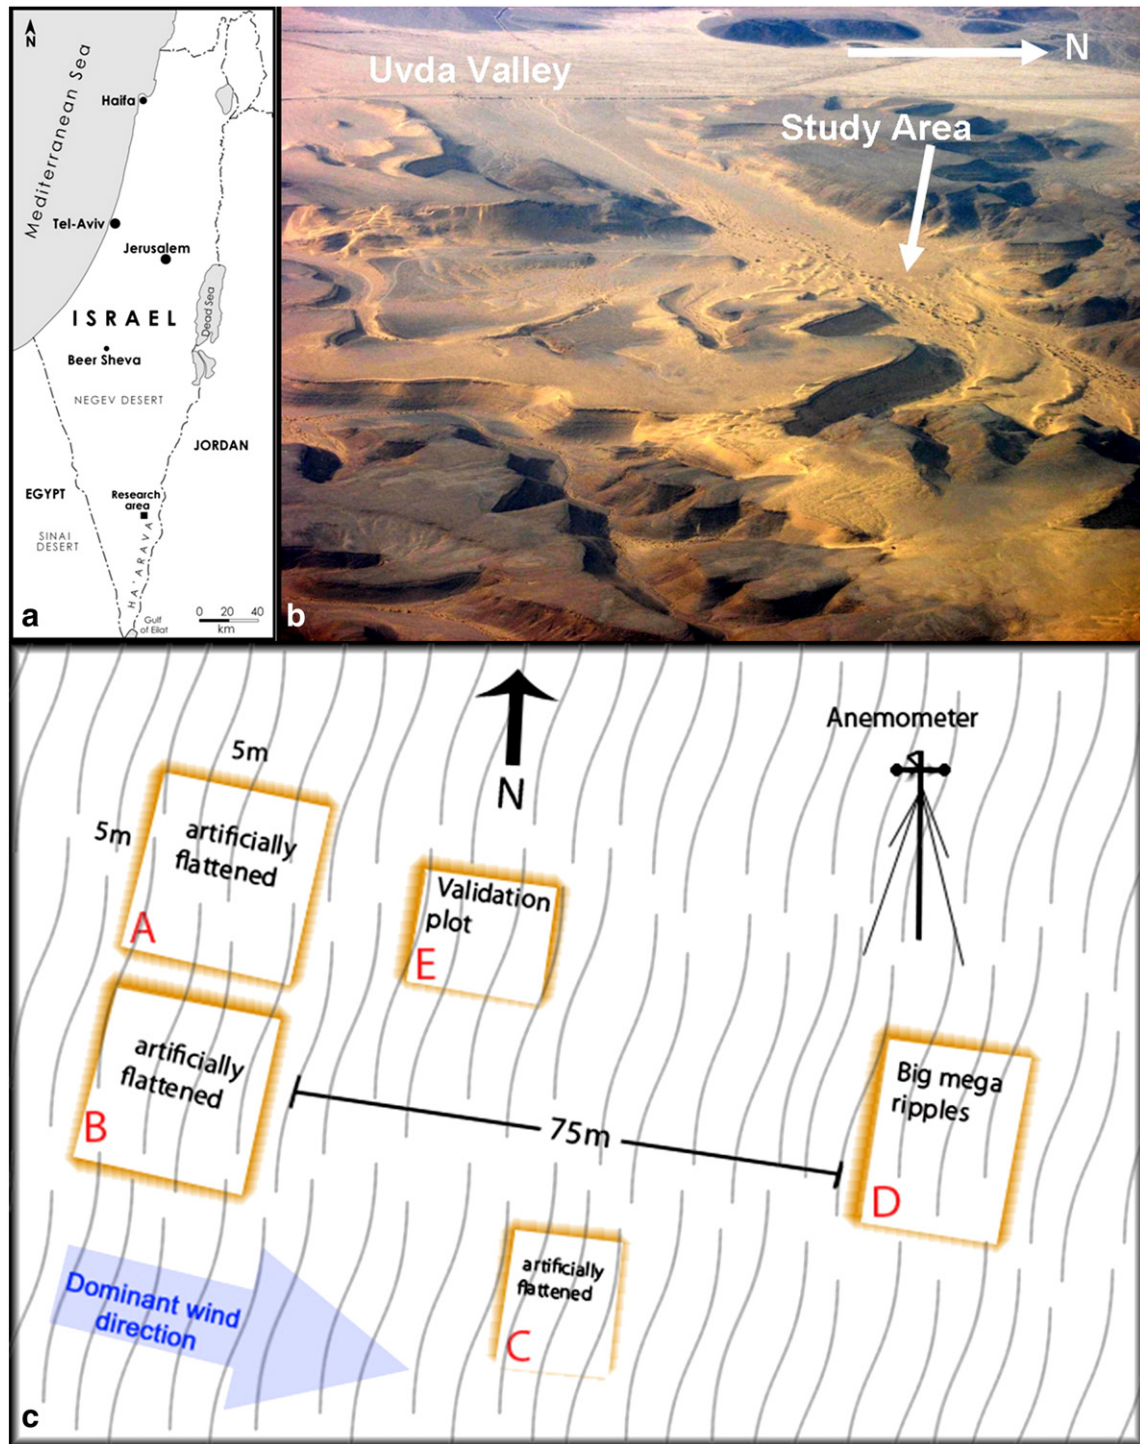 N
Mediterranean Sea
Haifa
Tel-Aviv
Jerusalem
ISRAEL
Dead Sea
Beer Sheva
NEGEV DESERT
JORDAN
EGYPT
Research
area
SINAI
DESERT
HA'ARAVA
Gulf
of Eilat
0 20 40
km
a
Uvda Valley
N
Study Area
b
Anemometer
5m
N
5m
artificially
flattened
A
Validation
plot
E
artificially
flattened
B
Big mega
ripples
D
75m
artificially
flattened
C
Dominant wind
direction
c